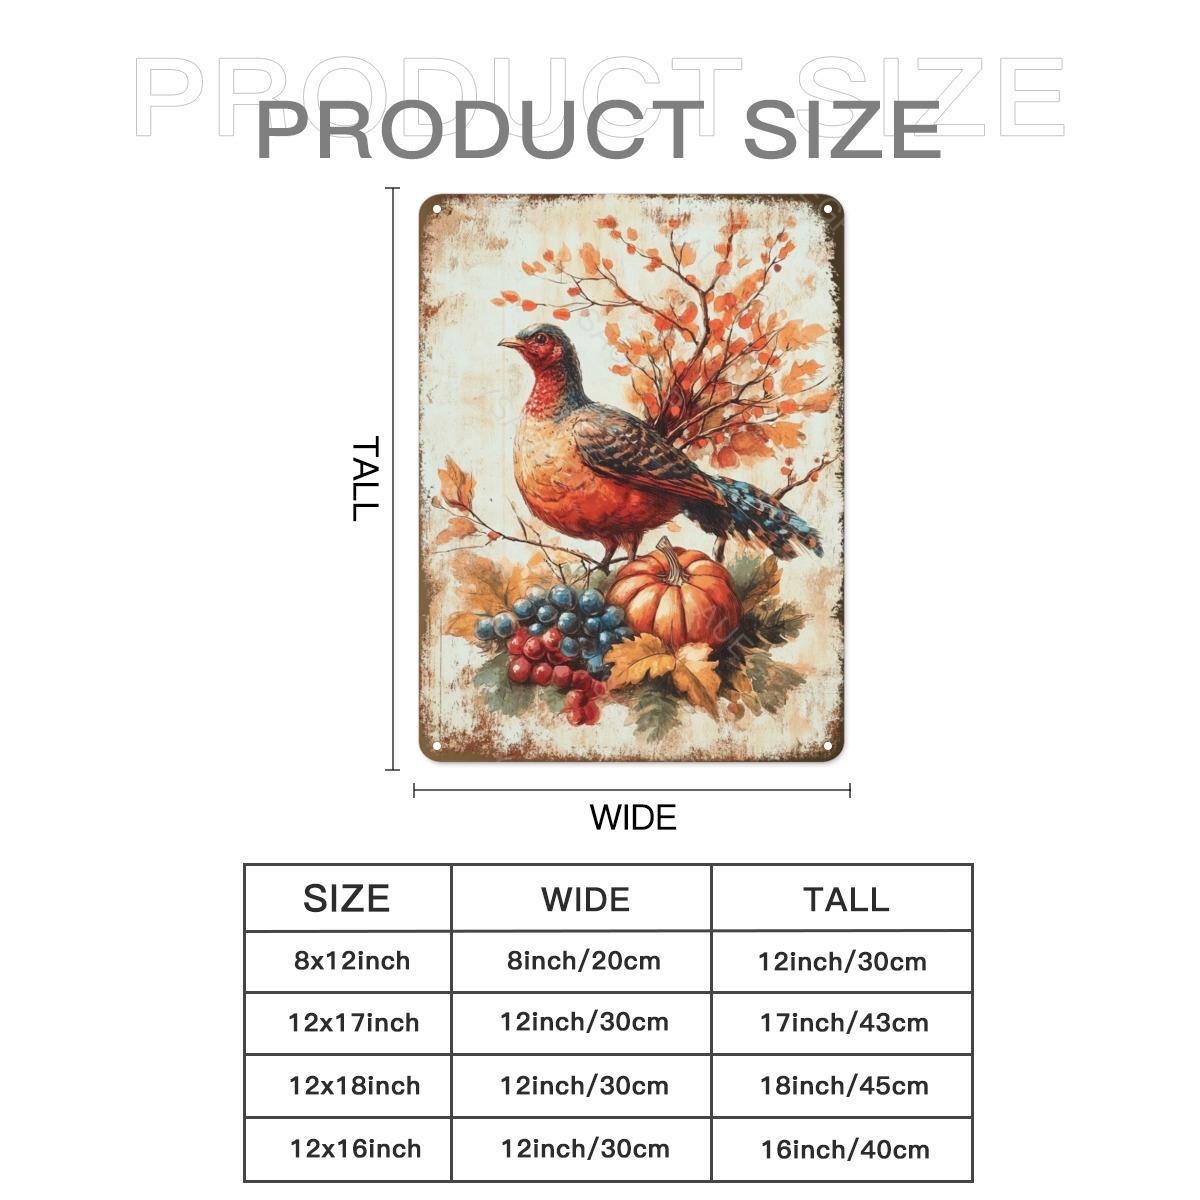 PRODUCT SIZE
PRODUCT SIZE
TALL
WIDE
SIZE WIDE TALL
8x12inch 8inch/20cm 12inch/30cm
12x17inch 12inch/30cm 17inch/43cm
12x18inch 12inch/30cm 18inch/45cm
12x16inch 12inch/30cm 16inch/40cm